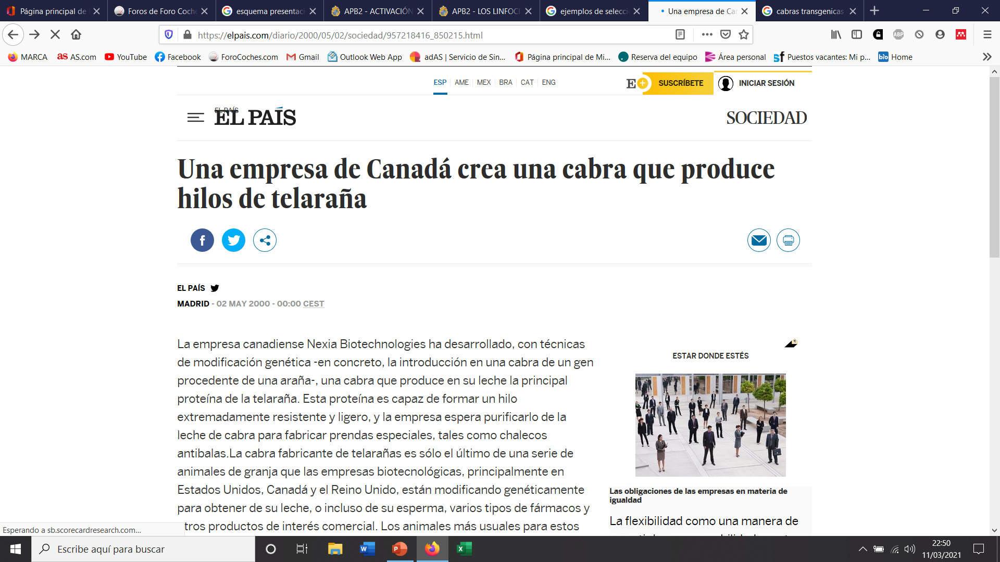 Página principal de
Foros de Foro Coche
esquema presentaci
APB2 - ACTIVACIÓN
APB2 - LOS LINFOCI
ejemplos de selecci
Una empresa de Ca
cabras transgenicas
https://elpais.com/diario/2000/05/02/sociedad/957218416_850215.html
ABP
MARCA
as AS.com
YouTube
Facebook
ForoCoches.com
Gmail
Outlook Web App
adAS | Servicio de Sin...
Página principal de Mi...
Reserva del equipo
Área personal
sf Puestos vacantes: Mi p...
bio Home
ESP AME MEX BRA CAT ENG
E+ SUSCRÍBETE
INICIAR SESIÓN
EL PAÍS
EL PAÍS
SOCIEDAD
Una empresa de Canadá crea una cabra que produce
hilos de telaraña
EL PAÍS
MADRID - 02 MAY 2000 - 00:00 CEST
La empresa canadiense Nexia Biotechnologies ha desarrollado, con técnicas
de modificación genética -en concreto, la introducción en una cabra de un gen
procedente de una araña-, una cabra que produce en su leche la principal
proteína de la telaraña. Esta proteína es capaz de formar un hilo
extremadamente resistente y ligero, y la empresa espera purificarlo de la
leche de cabra para fabricar prendas especiales, tales como chalecos
antibalas.La cabra fabricante de telarañas es sólo el último de una serie de
animales de granja que las empresas biotecnológicas, principalmente en
Estados Unidos, Canadá y el Reino Unido, están modificando genéticamente
para obtener de su leche, o incluso de su esperma, varios tipos de fármacos y
tros productos de interés comercial. Los animales más usuales para estos
ESTAR DONDE ESTÉS
Las obligaciones de las empresas en materia de
igualdad
La flexibilidad como una manera de
Esperando a sb.scorecardresearch.com...
Escribe aquí para buscar
22:50
11/03/2021